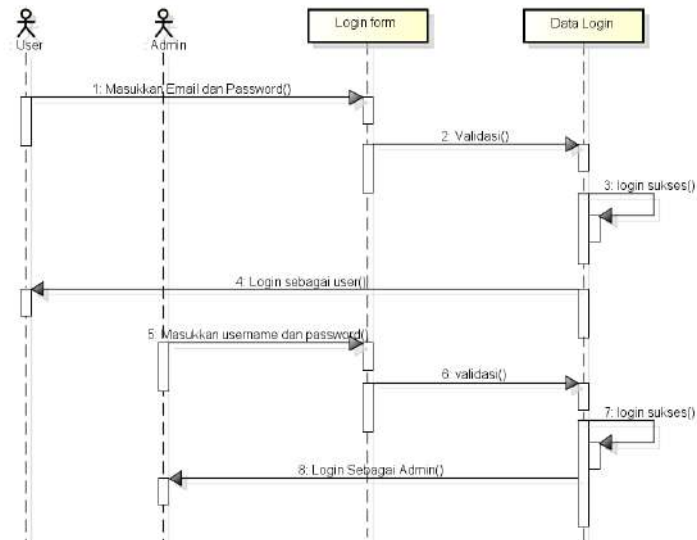 : User
: Admin
Login form
Data Login
1: Masukkan Email dan Password()
2: Validasi()
3: login sukses()
4: Login sebagai user()
5: Masukkan username dan password()
6: validasi()
7: login sukses()
8: Login Sebagai Admin()